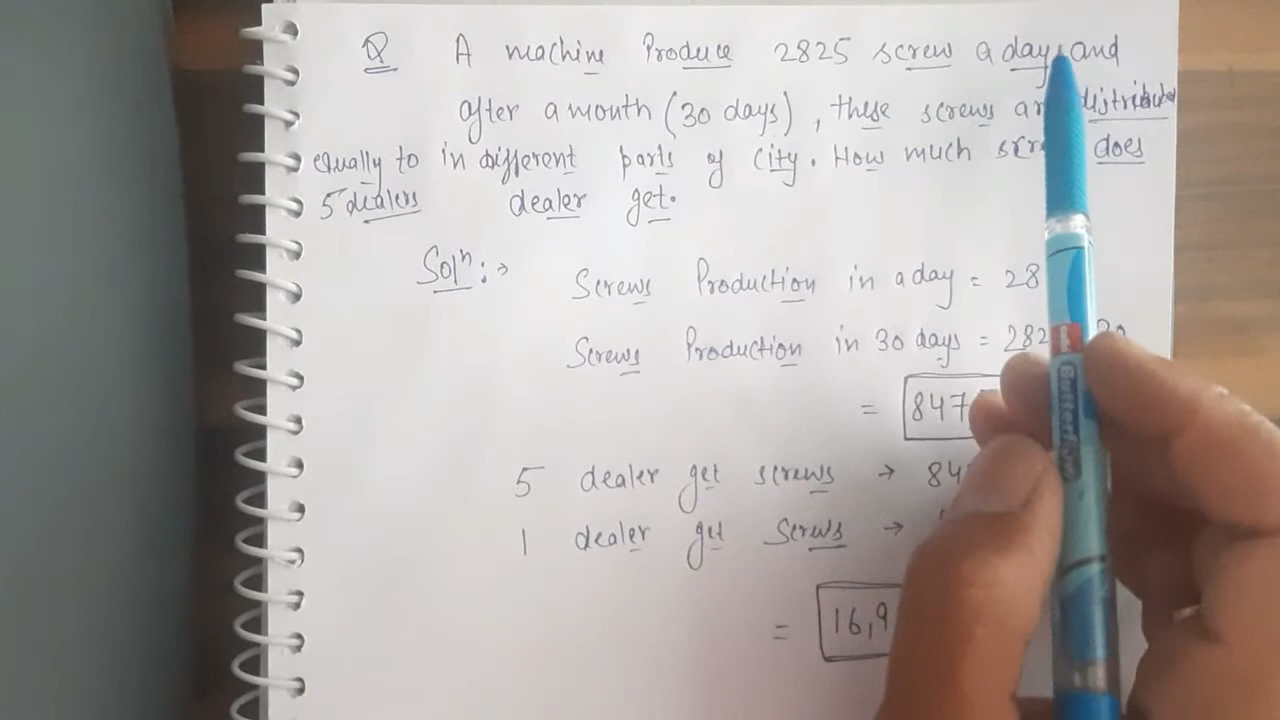 Q A machine Produce 2825 screw a day and
after a month (30 days), these screws are distributed
equally to in different parts of city. How much does
5 dealers dealer get.
Solⁿ:→ Screws Production in a day = 28
Screws Production in 30 days = 282
= 847
5 dealer get screws → 84
1 dealer get Screws →
= 16,9
Butterflow